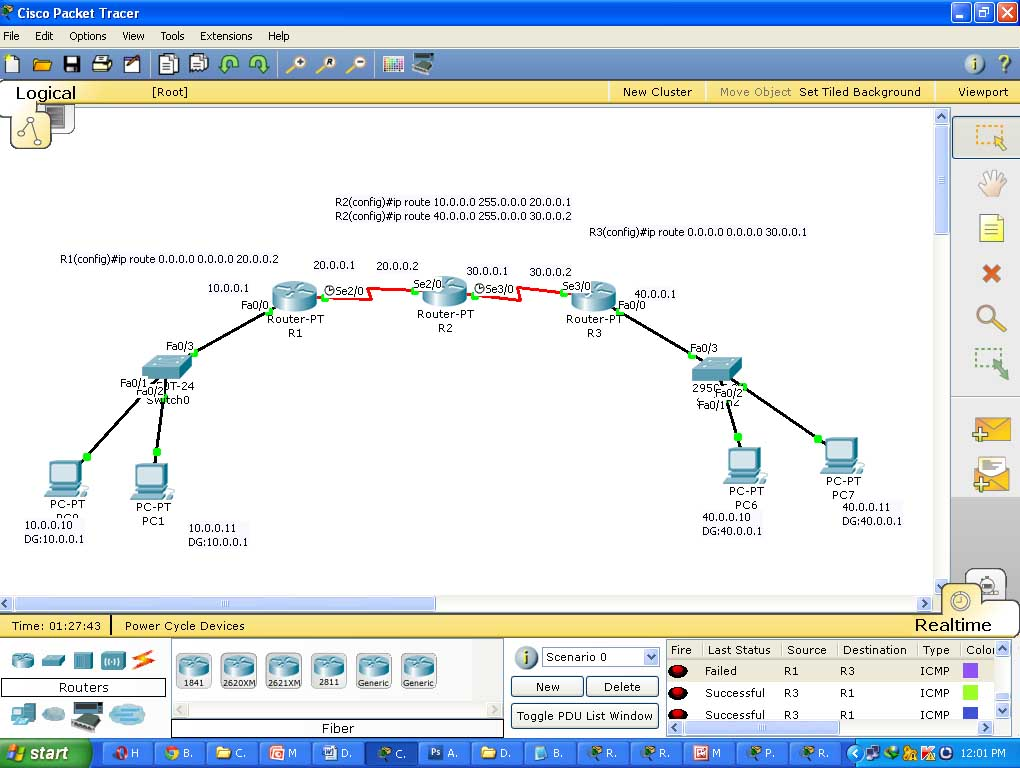 Cisco Packet Tracer
File Edit Options View Tools Extensions Help
Logical [Root] New Cluster Move Object Set Tiled Background Viewport
R2(config)#ip route 10.0.0.0 255.0.0.0 20.0.0.1
R2(config)#ip route 40.0.0.0 255.0.0.0 30.0.0.2
R3(config)#ip route 0.0.0.0 0.0.0.0 30.0.0.1
R1(config)#ip route 0.0.0.0 0.0.0.0 20.0.0.2
20.0.0.1 20.0.0.2 30.0.0.1 30.0.0.2
10.0.0.1 Se2/0 Se2/0 Se3/0 Se3/0 40.0.0.1
Fa0/0 Fa0/0
Router-PT Router-PT Router-PT
R1 R2 R3
Fa0/3 Fa0/3
Fa0/1 Fa0/2 T-24
Switch0
295 Fa0/2
Fa0/1
PC-PT PC-PT PC-PT PC-PT
PC1 PC6 PC7
10.0.0.10
DG:10.0.0.1
10.0.0.11
DG:10.0.0.1
40.0.0.10
DG:40.0.0.1
40.0.0.11
DG:40.0.0.1
Realtime
Time: 01:27:43 Power Cycle Devices
Routers
1841 2620XM 2621XM 2811 Generic Generic
Fiber
Scenario 0
New Delete
Toggle PDU List Window
Fire Last Status Source Destination Type Color
Failed R1 R3 ICMP
Successful R3 R1 ICMP
Successful R3 R1 ICMP
start H B. C. M D. C. A. D. B. R. R. M P. R. 12:01 PM